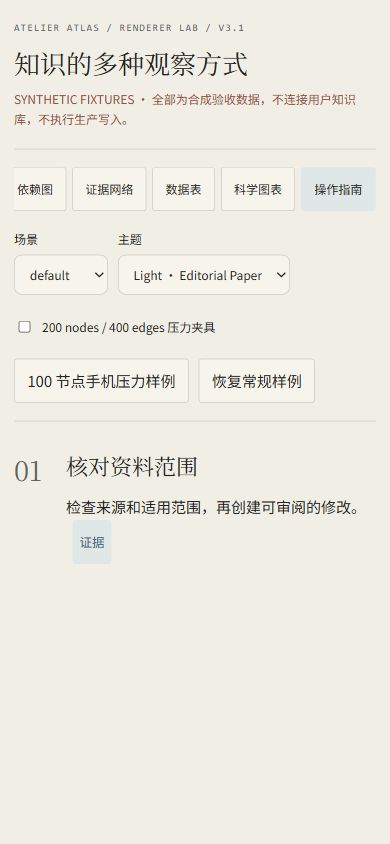 ATELIER ATLAS / RENDERER LAB / V3.1
知识的多种观察方式
SYNTHETIC FIXTURES · 全部为合成验收数据，不连接用户知识
库，不执行生产写入。
依赖图 证据网络 数据表 科学图表 操作指南
场景 主题
default Light · Editorial Paper
200 nodes / 400 edges 压力夹具
100 节点手机压力样例 恢复常规样例
01 核对资料范围
检查来源和适用范围，再创建可审阅的修改。
证据